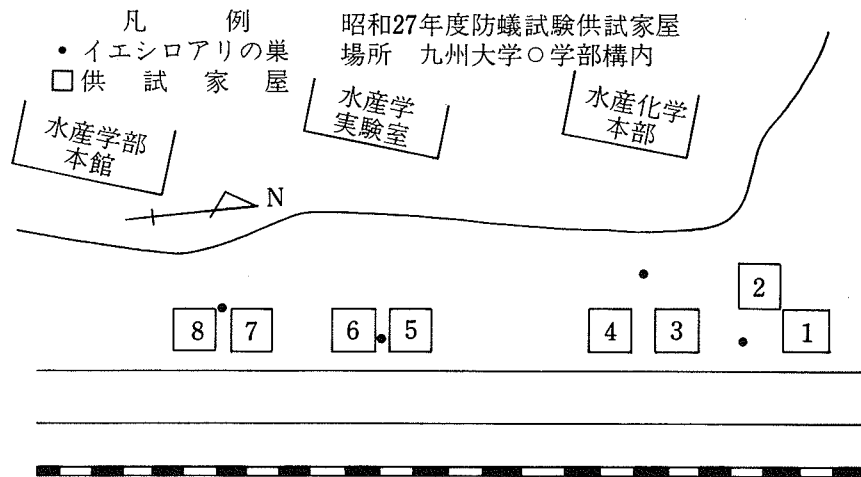 凡例
• イエシロアリの巣
□ 供試家屋
昭和27年度防蟻試験供試家屋
場所 九州大学○学部構内
水産学部
本館
水産学
実験室
水産化学
本部
N
2
8 7 6 5 4 3 1